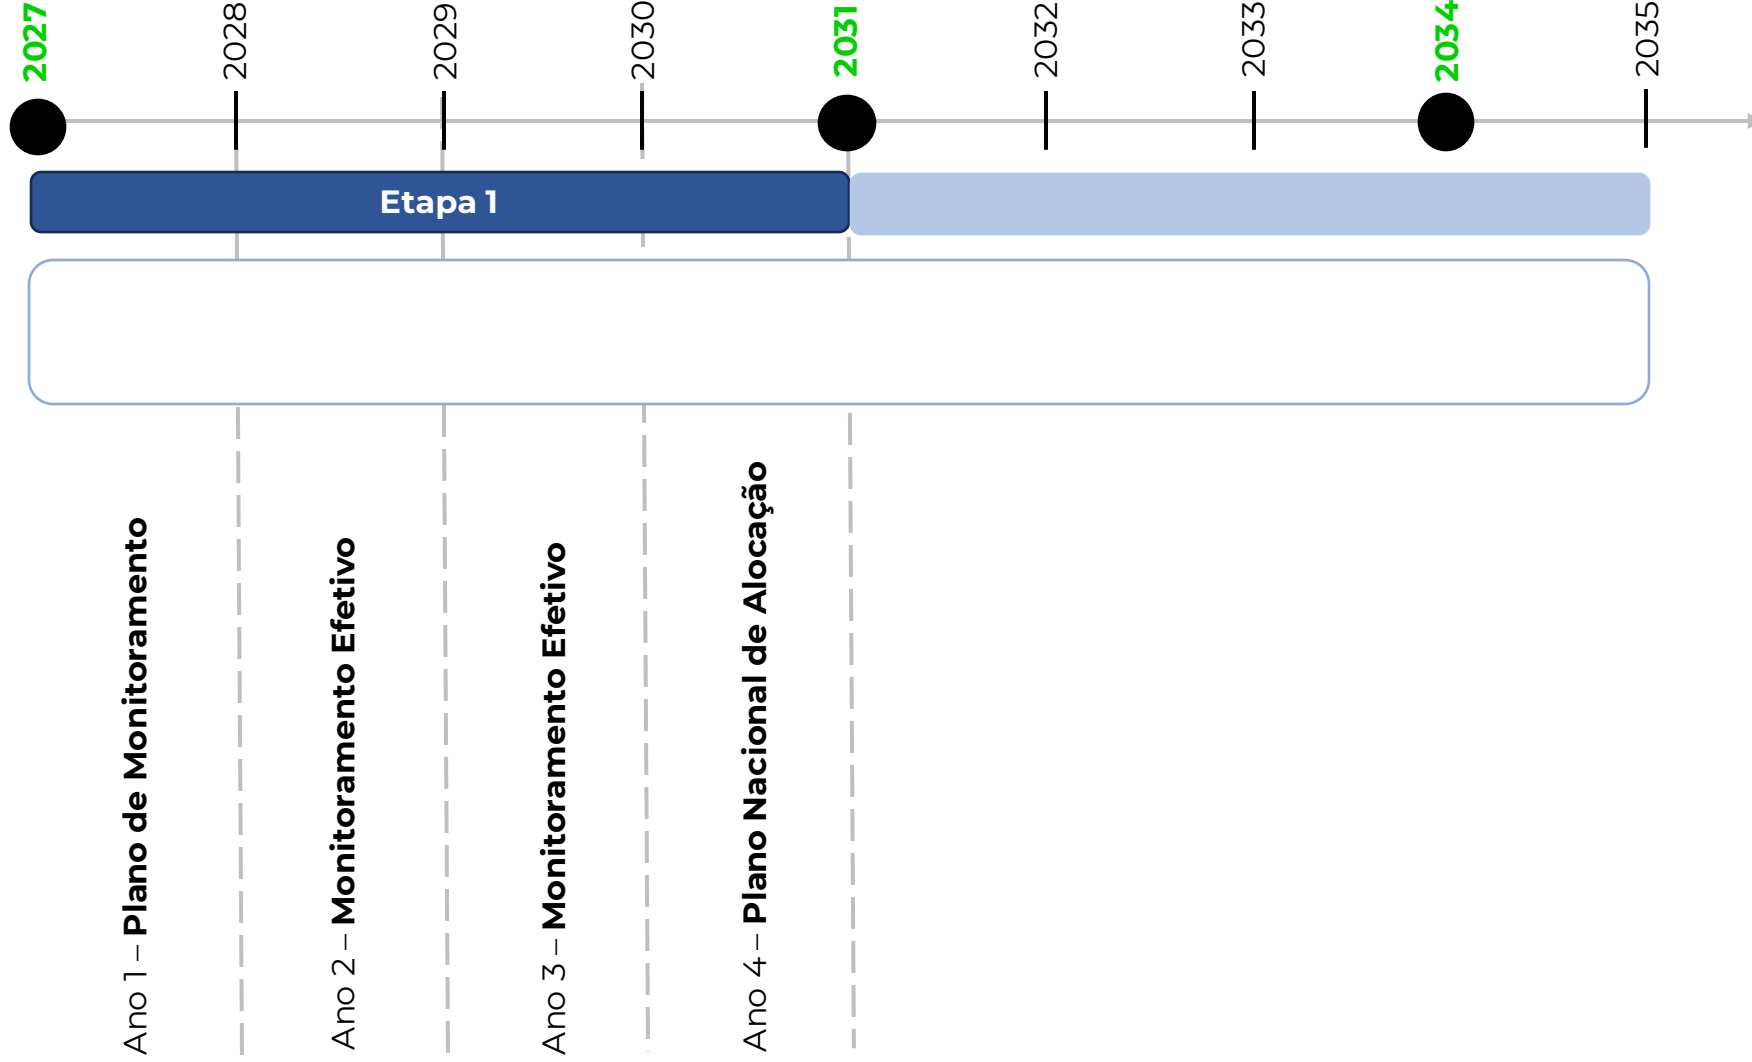 2027
2028
2029
2030
2031
2032
2033
2034
2035
Etapa 1
Ano 1 – Plano de Monitoramento
Ano 2 – Monitoramento Efetivo
Ano 3 – Monitoramento Efetivo
Ano 4 – Plano Nacional de Alocação